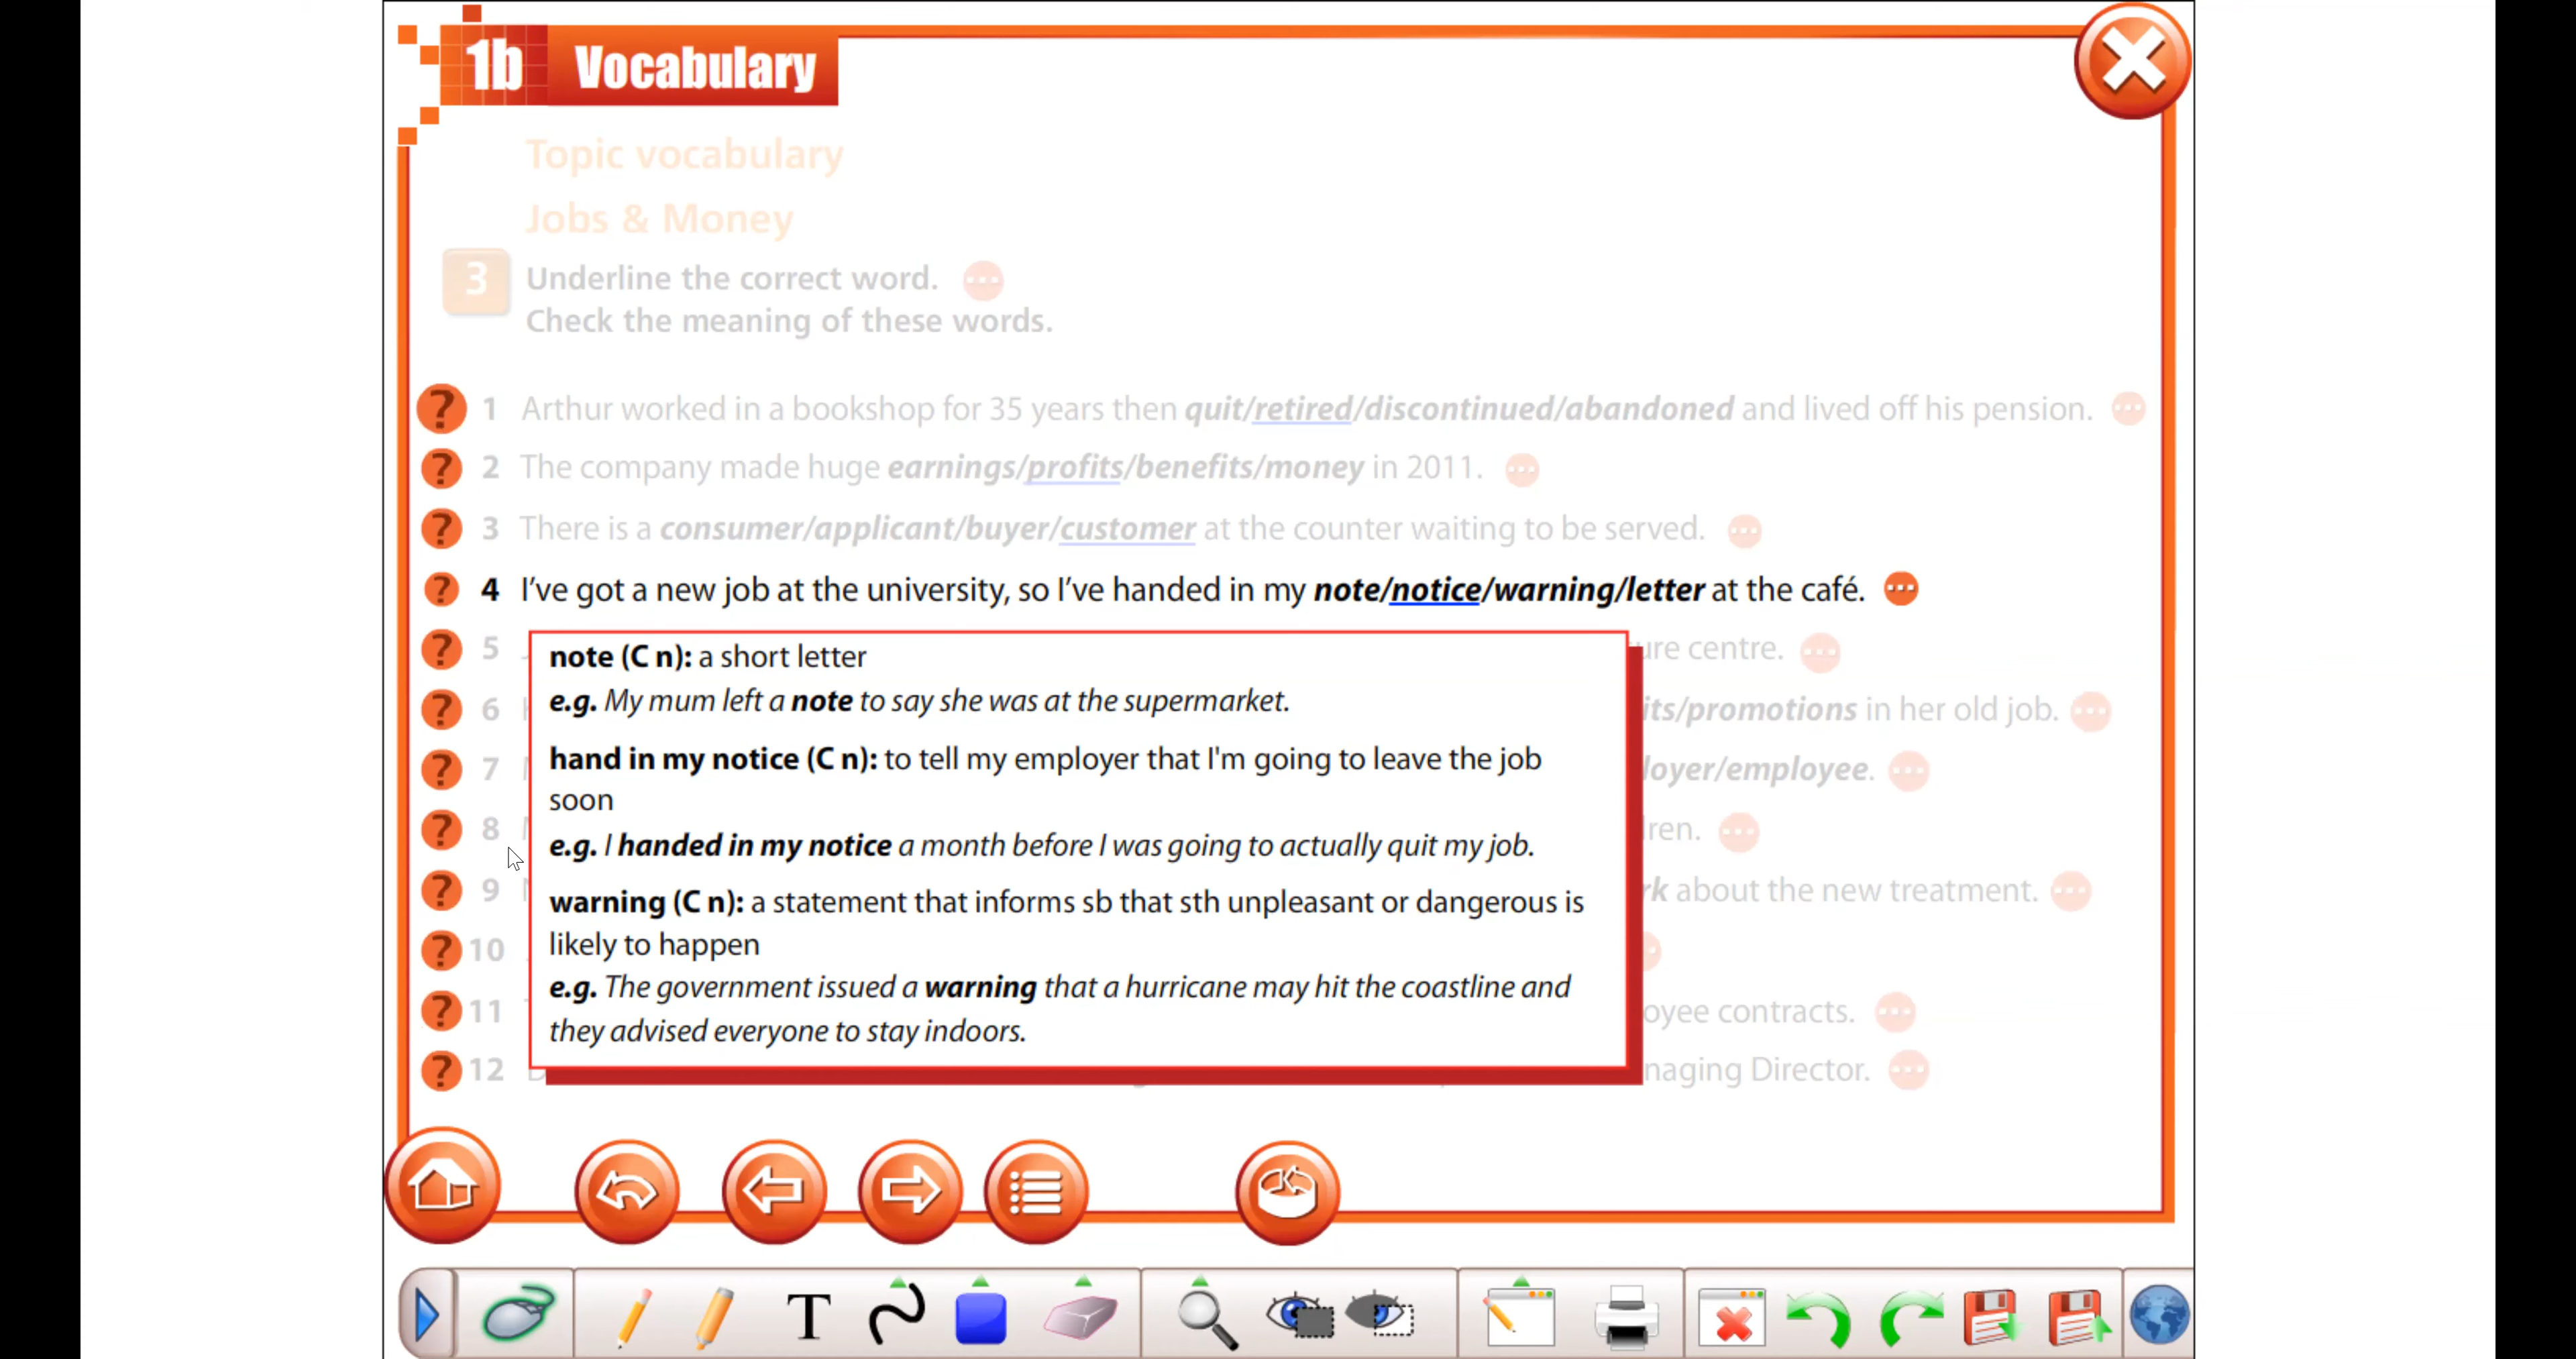 1b Vocabulary
Topic vocabulary
Jobs & Money
3 Underline the correct word.
Check the meaning of these words.
1 Arthur worked in a bookshop for 35 years then quit/retired/discontinued/abandoned and lived off his pension.
2 The company made huge earnings/profits/benefits/money in 2011.
3 There is a consumer/applicant/buyer/customer at the counter waiting to be served.
4 I've got a new job at the university, so I've handed in my note/notice/warning/letter at the café.
note (C n): a short letter
e.g. My mum left a note to say she was at the supermarket.
hand in my notice (C n): to tell my employer that I'm going to leave the job
soon
e.g. I handed in my notice a month before I was going to actually quit my job.
warning (C n): a statement that informs sb that sth unpleasant or dangerous is
likely to happen
e.g. The government issued a warning that a hurricane may hit the coastline and
they advised everyone to stay indoors.
5 centre.
6 /promotions in her old job.
7 /employee.
8
9 about the new treatment.
10
11 contracts.
12 Director.
T